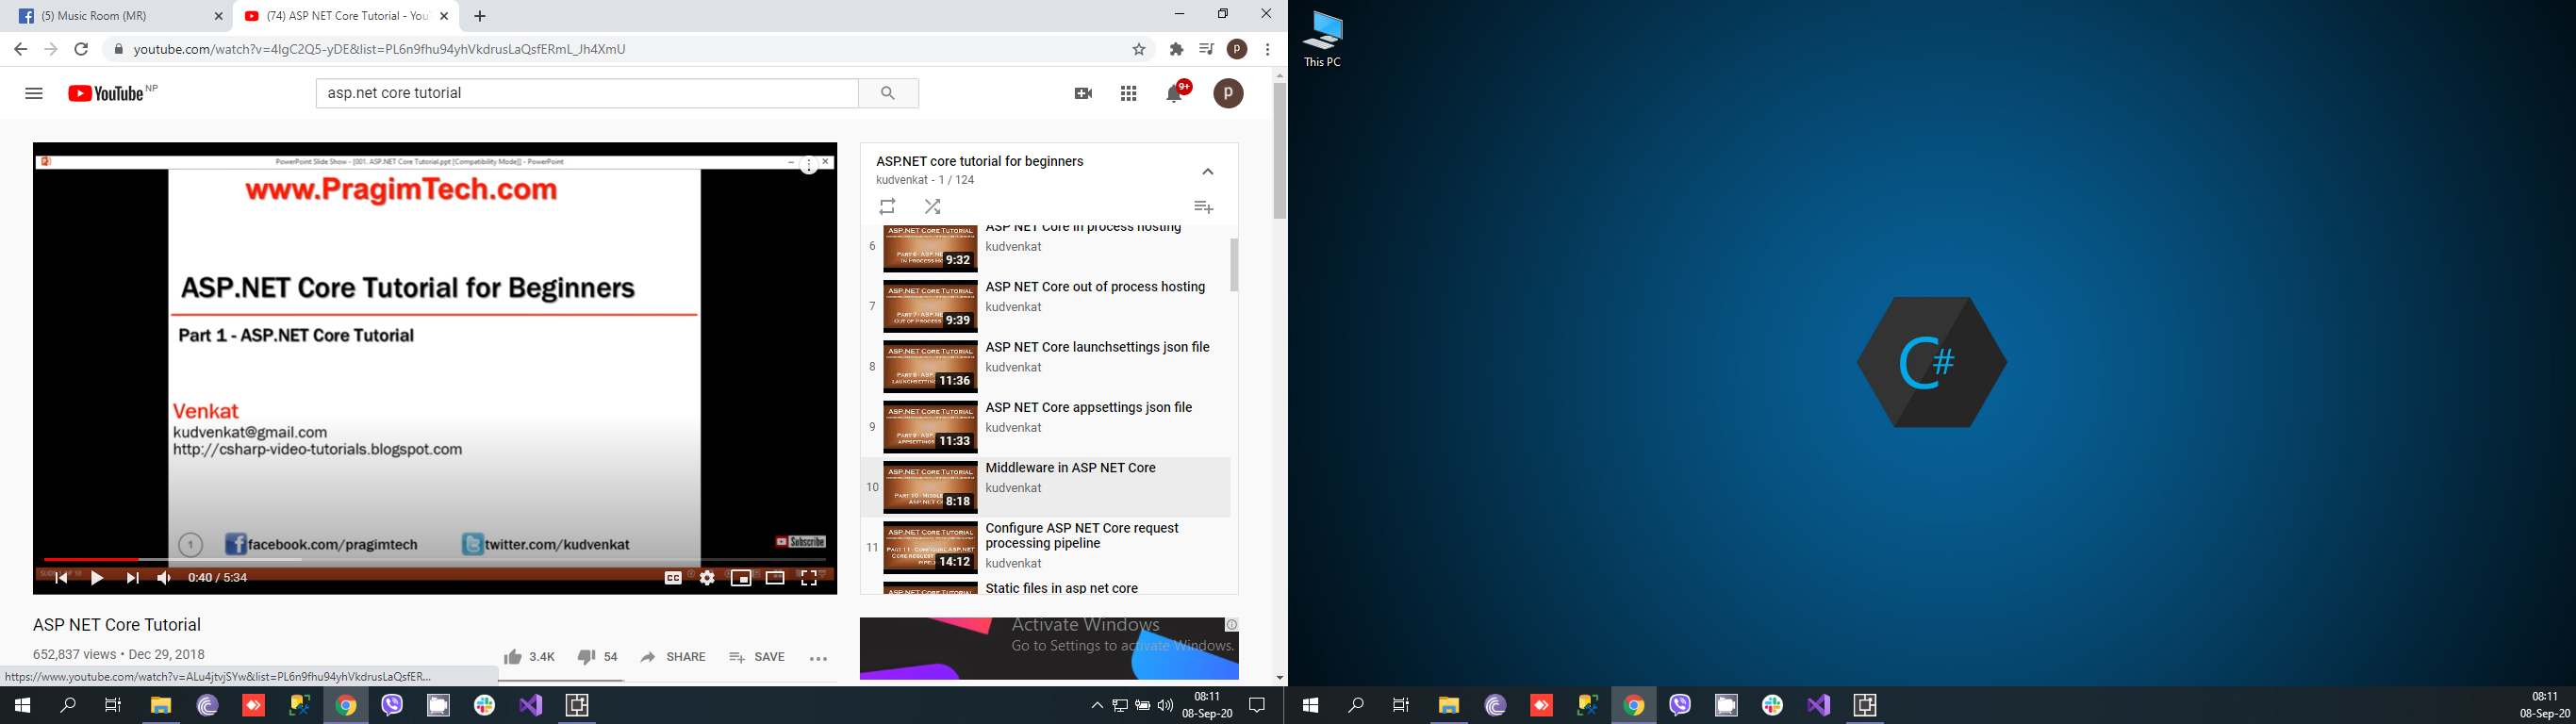 (5) Music Room (MR)
(74) ASP NET Core Tutorial - You
youtube.com/watch?v=4IgC2Q5-yDE&list=PL6n9fhu94yhVkdrusLaQsfERmL_Jh4XmU
P
YouTube NP
asp.net core tutorial
9+
p
PowerPoint Slide Show - [001. ASP.NET Core Tutorial.ppt [Compatibility Mode]] - PowerPoint
www.PragimTech.com
ASP.NET Core Tutorial for Beginners
Part 1 - ASP.NET Core Tutorial
Venkat
kudvenkat@gmail.com
http://csharp-video-tutorials.blogspot.com
1
facebook.com/pragimtech
twitter.com/kudvenkat
Subscribe
0:40 / 5:34
CC
ASP.NET core tutorial for beginners
kudvenkat - 1 / 124
6
9:32
ASP NET Core in process hosting
kudvenkat
7
9:39
ASP NET Core out of process hosting
kudvenkat
8
11:36
ASP NET Core launchsettings json file
kudvenkat
9
11:33
ASP NET Core appsettings json file
kudvenkat
10
8:18
Middleware in ASP NET Core
kudvenkat
11
14:12
Configure ASP NET Core request
processing pipeline
kudvenkat
Static files in asp net core
ASP NET Core Tutorial
652,837 views • Dec 29, 2018
3.4K
54
SHARE
SAVE
Activate Windows
Go to Settings to activate Windows.
https://www.youtube.com/watch?v=ALu4jtvjSYw&list=PL6n9fhu94yhVkdrusLaQsfER...
08:11
08-Sep-20
This PC
C#
08:11
08-Sep-20